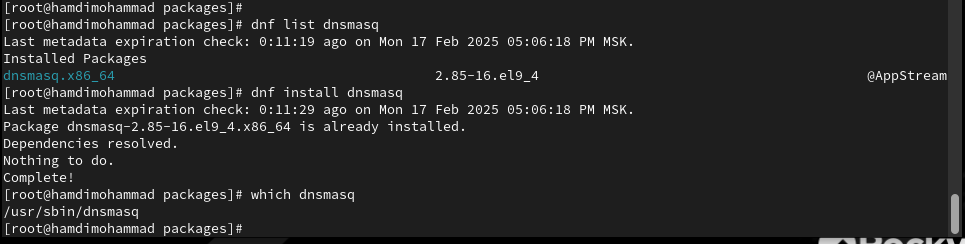 [root@hamdimohammad packages]#
[root@hamdimohammad packages]# dnf list dnsmasq
Last metadata expiration check: 0:11:19 ago on Mon 17 Feb 2025 05:06:18 PM MSK.
Installed Packages
dnsmasq.x86_64 2.85-16.el9_4 @AppStream
[root@hamdimohammad packages]# dnf install dnsmasq
Last metadata expiration check: 0:11:29 ago on Mon 17 Feb 2025 05:06:18 PM MSK.
Package dnsmasq-2.85-16.el9_4.x86_64 is already installed.
Dependencies resolved.
Nothing to do.
Complete!
[root@hamdimohammad packages]# which dnsmasq
/usr/sbin/dnsmasq
[root@hamdimohammad packages]#